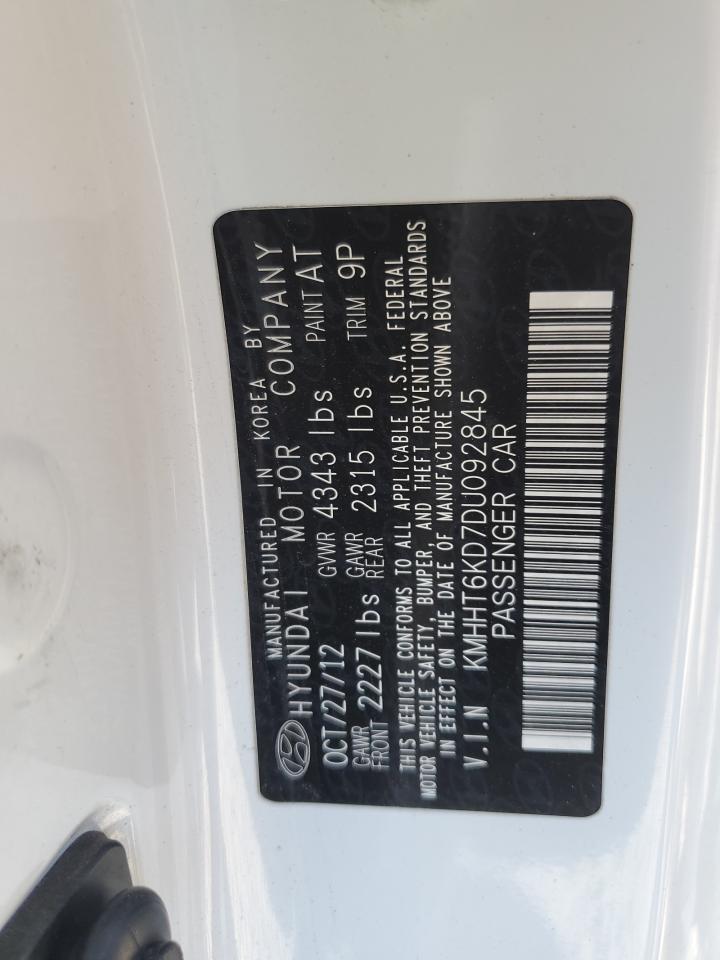 MANUFACTURED IN KOREA BY
HYUNDAI MOTOR COMPANY
OCT/27/12 GVWR 4343 lbs PAINT AT
GAWR FRONT 2227 lbs GAWR REAR 2315 lbs TRIM 9P
THIS VEHICLE CONFORMS TO ALL APPLICABLE U.S.A. FEDERAL
MOTOR VEHICLE SAFETY, BUMPER, AND THEFT PREVENTION STANDARDS
IN EFFECT ON THE DATE OF MANUFACTURE SHOWN ABOVE
V.I.N KMHHT6KD7DU092845
PASSENGER CAR